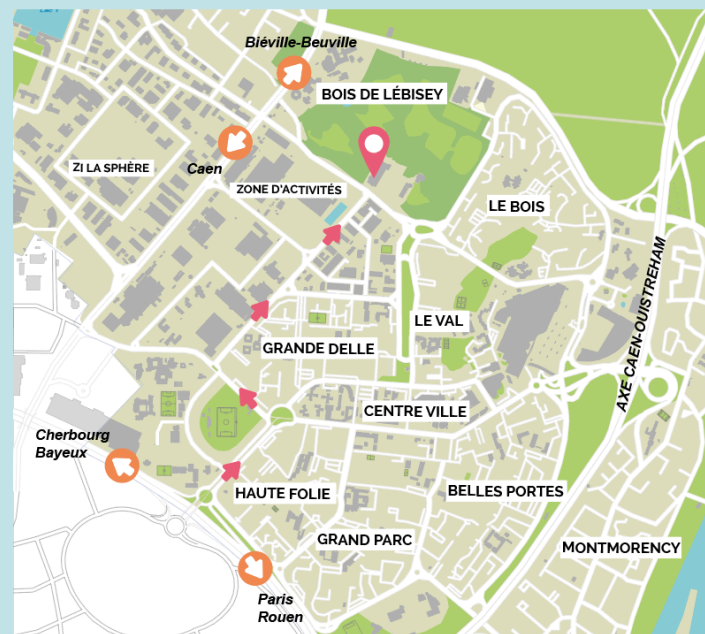 Biéville-Beuville
BOIS DE LÉBISEY
ZI LA SPHÈRE
Caen
ZONE D'ACTIVITÉS
LE BOIS
AXE CAEN-OUISTREHAM
LE VAL
GRANDE DELLE
CENTRE VILLE
Cherbourg
Bayeux
HAUTE FOLIE
BELLES PORTES
GRAND PARC
MONTMORENCY
Paris
Rouen